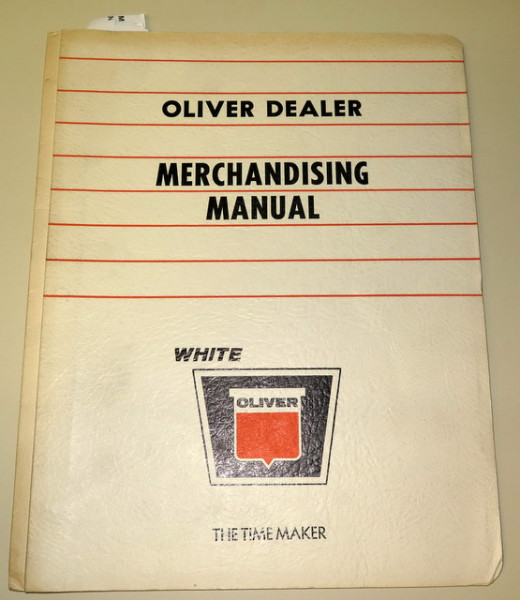 M
N
OLIVER DEALER
MERCHANDISING
MANUAL
WHITE
OLIVER
THE TIME MAKER